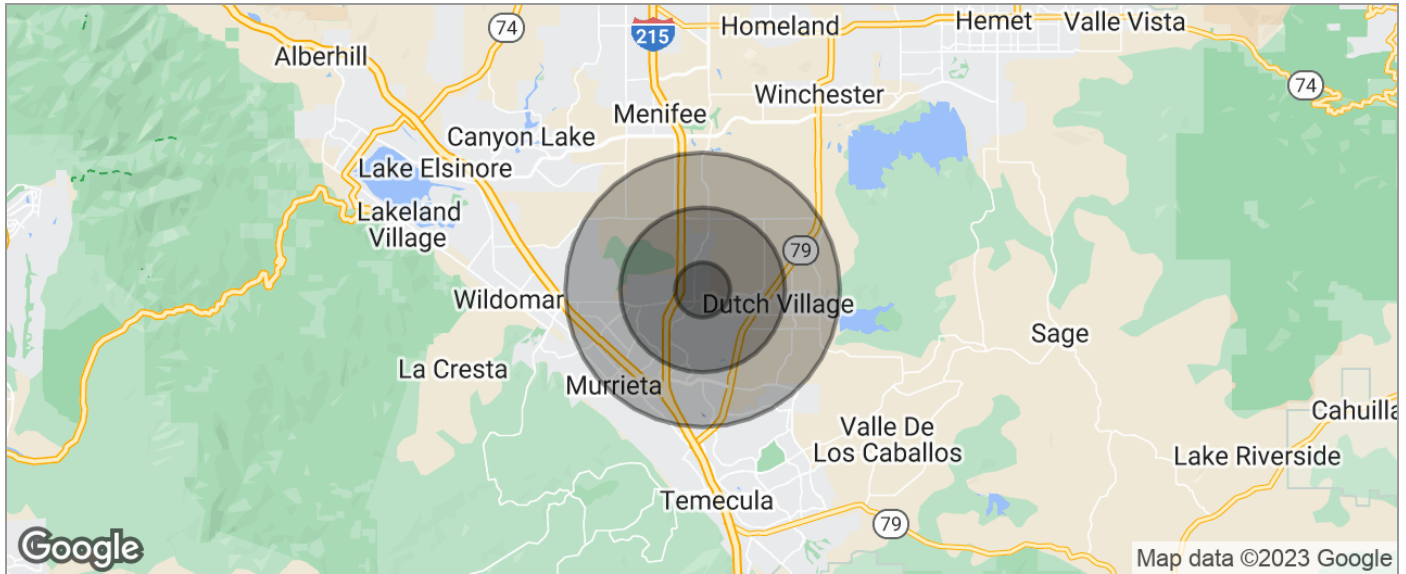 74
215
Homeland
Hemet
Valle Vista
Alberhill
74
Winchester
Menifee
Canyon Lake
Lake Elsinore
Lakeland
Village
79
Wildomar
Dutch Village
Sage
La Cresta
Murrieta
Cahuilla
Valle De
Los Caballos
Lake Riverside
Temecula
79
Google
Map data ©2023 Google